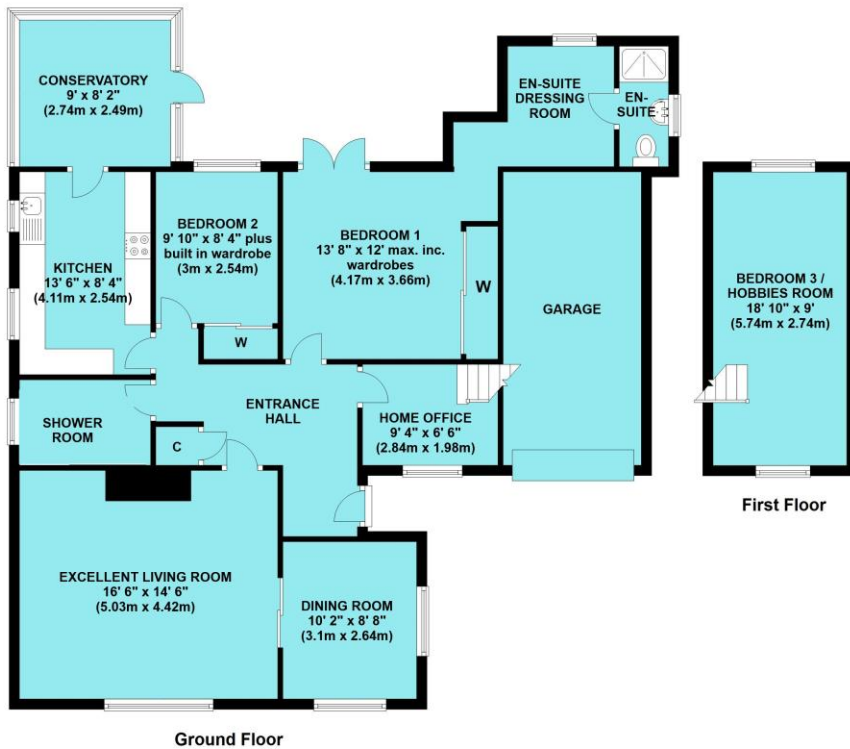 CONSERVATORY
9' x 8' 2"
(2.74m x 2.49m)
EN-SUITE
DRESSING
ROOM
EN-
SUITE
KITCHEN
13' 6" x 8' 4"
(4.11m x 2.54m)
BEDROOM 2
9' 10" x 8' 4" plus
built in wardrobe
(3m x 2.54m)
W
BEDROOM 1
13' 8" x 12' max. inc.
wardrobes
(4.17m x 3.66m)
W
GARAGE
BEDROOM 3 /
HOBBIES ROOM
18' 10" x 9'
(5.74m x 2.74m)
First Floor
SHOWER
ROOM
C
ENTRANCE
HALL
HOME OFFICE
9' 4" x 6' 6"
(2.84m x 1.98m)
EXCELLENT LIVING ROOM
16' 6" x 14' 6"
(5.03m x 4.42m)
DINING ROOM
10' 2" x 8' 8"
(3.1m x 2.64m)
Ground Floor